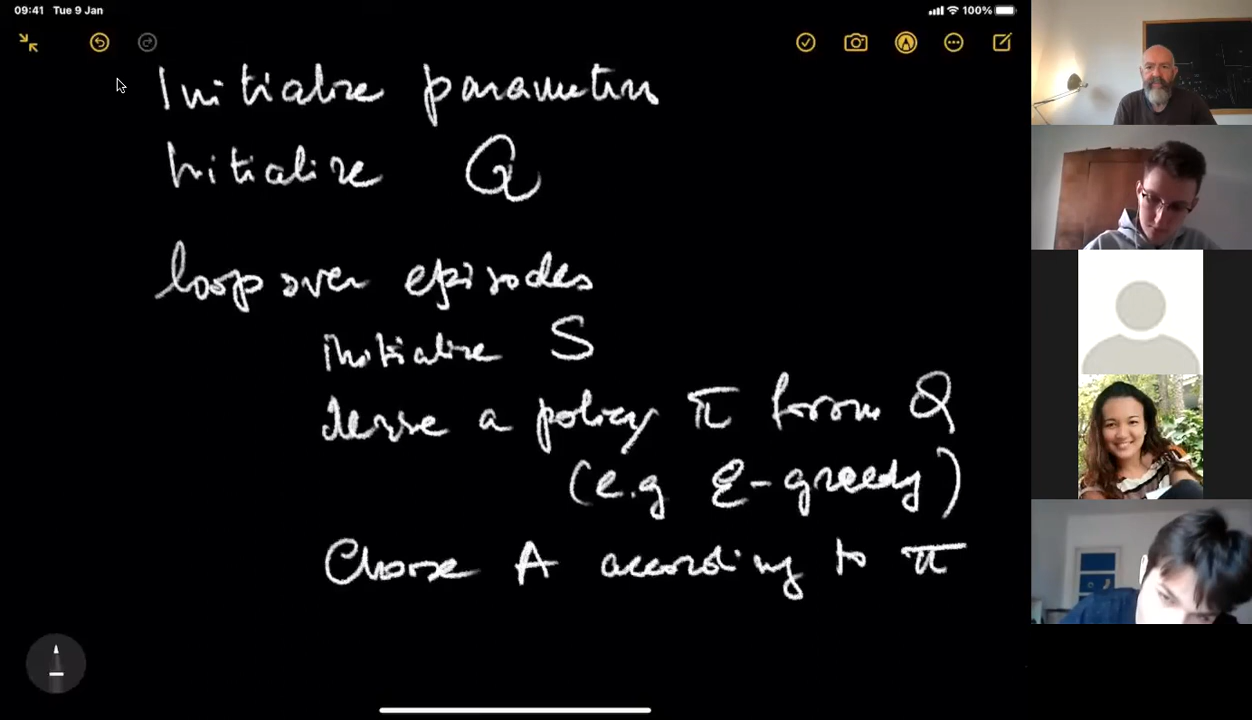 09:41 Tue 9 Jan
100%
Initialize parameters
Initialize Q
loop over episodes
initialize S
derive a policy π from Q
(e.g ε-greedy)
Choose A according to π